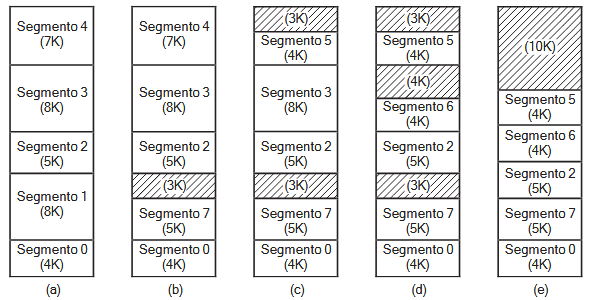 Segmento 4
(7K)
Segmento 3
(8K)
Segmento 2
(5K)
Segmento 1
(8K)
Segmento 0
(4K)
(a)
Segmento 4
(7K)
Segmento 3
(8K)
Segmento 2
(5K)
(3K)
Segmento 7
(5K)
Segmento 0
(4K)
(b)
(3K)
Segmento 5
(4K)
Segmento 3
(8K)
Segmento 2
(5K)
(3K)
Segmento 7
(5K)
Segmento 0
(4K)
(c)
(3K)
Segmento 5
(4K)
(4K)
Segmento 6
(4K)
Segmento 2
(5K)
(3K)
Segmento 7
(5K)
Segmento 0
(4K)
(d)
(10K)
Segmento 5
(4K)
Segmento 6
(4K)
Segmento 2
(5K)
Segmento 7
(5K)
Segmento 0
(4K)
(e)